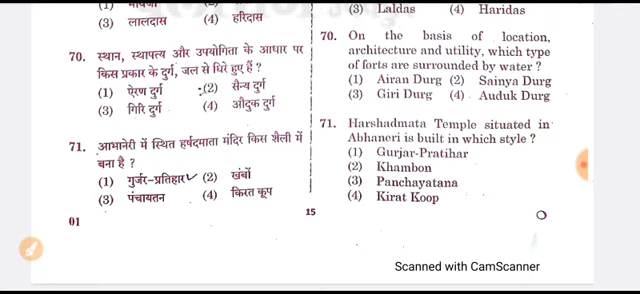 (3) लालदास (4) हरिदास
70. स्थान, स्थापत्य और उपयोगिता के आधार पर
किस प्रकार के दुर्ग, जल से घिरे हुए हैं ?
(1) ऐरण दुर्ग (2) सैन्य दुर्ग
(3) गिरि दुर्ग (4) औदुक दुर्ग
71. आभानेरी में स्थित हर्षदमाता मंदिर किस शैली में
बना है ?
(1) गुर्जर-प्रतिहार (2) खंबों
(3) पंचायतन (4) किरत कूप
01
(3) Laldas (4) Haridas
70. On the basis of location,
architecture and utility, which type
of forts are surrounded by water ?
(1) Airan Durg (2) Sainya Durg
(3) Giri Durg (4) Auduk Durg
71. Harshadmata Temple situated in
Abhaneri is built in which style ?
(1) Gurjar-Pratihar
(2) Khambon
(3) Panchayatana
(4) Kirat Koop
15
Scanned with CamScanner